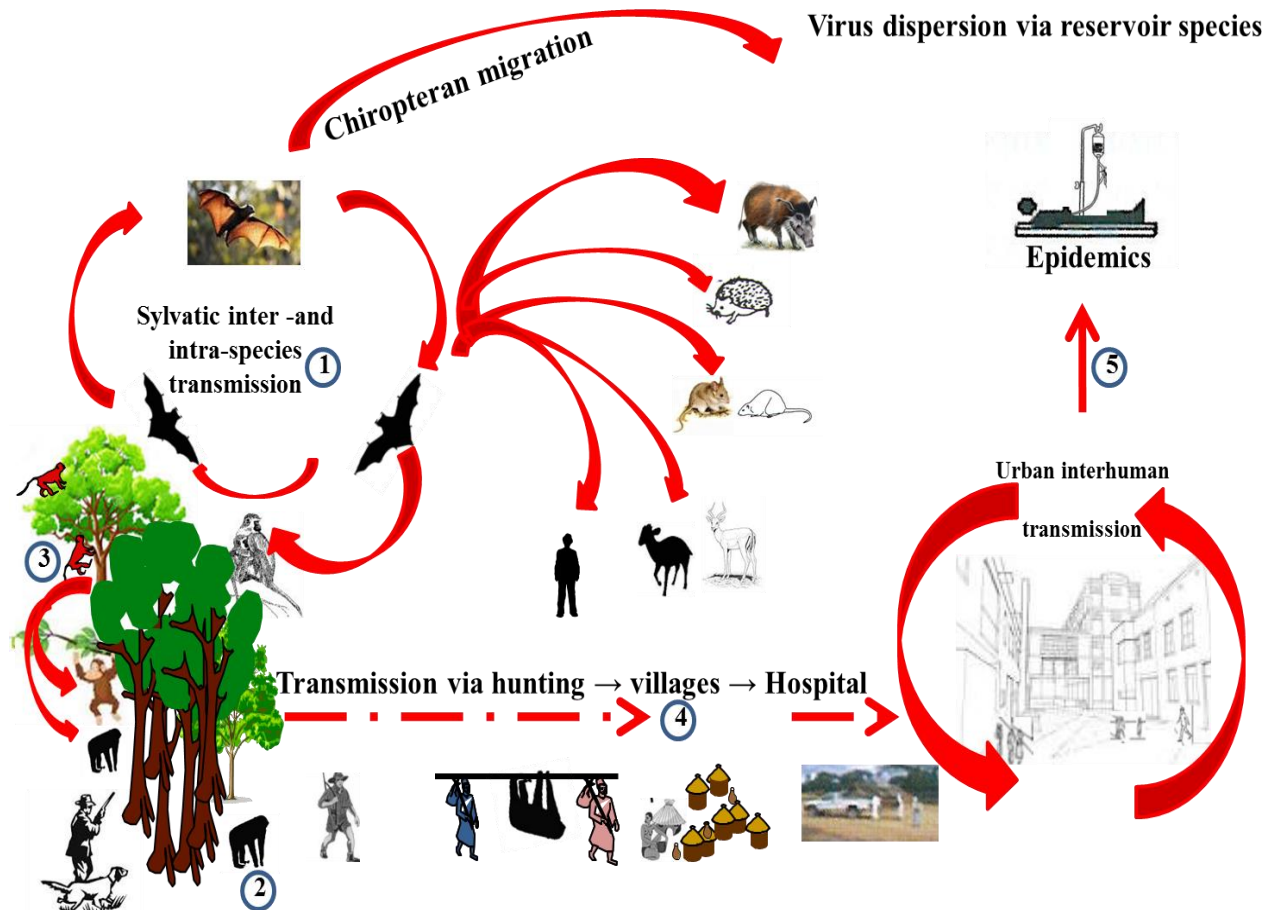 Virus dispersion via reservoir species
Chiropteran migration
Epidemics
Sylvatic inter -and
intra-species
transmission
1
5
Urban interhuman
transmission
3
Transmission via hunting → villages → Hospital
4
2